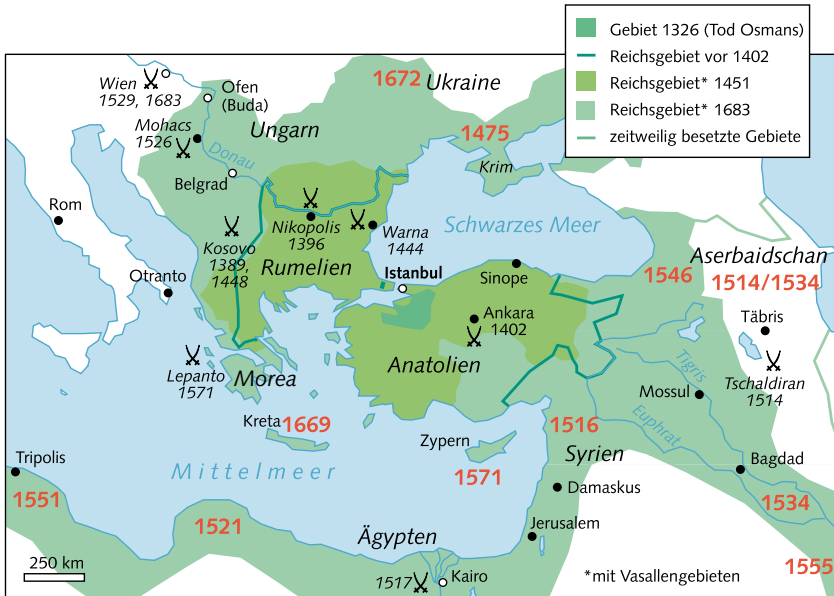 Gebiet 1326 (Tod Osmans)
Reichsgebiet vor 1402
Reichsgebiet* 1451
Reichsgebiet* 1683
zeitweilig besetzte Gebiete
Wien
1529, 1683
Ofen
(Buda)
1672 Ukraine
Mohacs
1526
Ungarn
1475
Donau
Krim
Belgrad
Rom
Nikopolis
1396
Warna
1444
Schwarzes Meer
Kosovo
1389,
1448
Rumelien
Istanbul
Sinope
Otranto
Aserbaidschan
1546
1514/1534
Täbris
Ankara
1402
Lepanto
1571
Morea
Anatolien
Tigris
Tschaldiran
1514
Mossul
Kreta 1669
Zypern
1516
Euphrat
Syrien
Tripolis
Mittelmeer
1571
Bagdad
1551
Damaskus
1534
1521
Ägypten
Jerusalem
1555
250 km
1517
Kairo
*mit Vasallengebieten